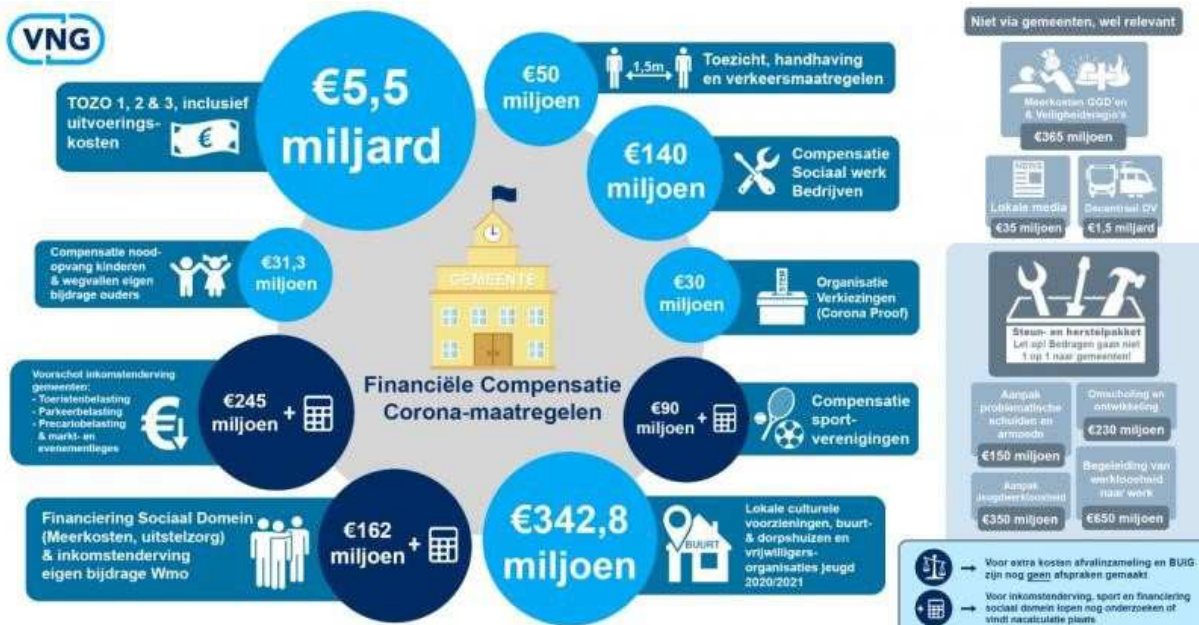 VNG
TOZO 1, 2 & 3, inclusief
uitvoerings-
kosten
€
€5,5
miljard
€50
miljoen
1,5m
Toezicht, handhaving
en verkeersmaatregelen
€140
miljoen
Compensatie
Sociaal werk
Bedrijven
Compensatie nood-
opvang kinderen
& wegvallen eigen
bijdrage ouders
€31,3
miljoen
GEMEENTE
€30
miljoen
STEM
Organisatie
Verkiezingen
(Corona Proof)
Voorschot inkomstenderving
gemeenten:
- Toeristenbelasting
- Parkeerbelasting
- Precariobelasting
& markt- en
evenementleges
€
€245
miljoen +
Financiële Compensatie
Corona-maatregelen
€90
miljoen +
Compensatie
sport-
verenigingen
Financiering Sociaal Domein
(Meerkosten, uitstelzorg)
& inkomstenderving
eigen bijdrage Wmo
€162
miljoen +
€342,8
miljoen
BUURT
Lokale culturele
voorzieningen, buurt-
& dorpshuizen en
vrijwilligers-
organisaties jeugd
2020/2021
Niet via gemeenten, wel relevant
Meerkosten GGD'en
& Veiligheidsregio's
€365 miljoen
NEWS
Lokale media
€35 miljoen
Decentraal OV
€1,5 miljard
Steun- en herstelpakket
Let op! Bedragen gaan niet
1 op 1 naar gemeenten!
Aanpak
problematische
schulden en
armoede
€150 miljoen
Omscholing en
ontwikkeling
€230 miljoen
Aanpak
jeugdwerkloosheid
€350 miljoen
Begeleiding van
werkloosheid
naar werk
€650 miljoen
Voor extra kosten afvalinzameling en BUIG
zijn nog geen afspraken gemaakt
+
Voor inkomstenderving, sport en financiering
sociaal domein lopen nog onderzoeken of
vindt nacalculatie plaats